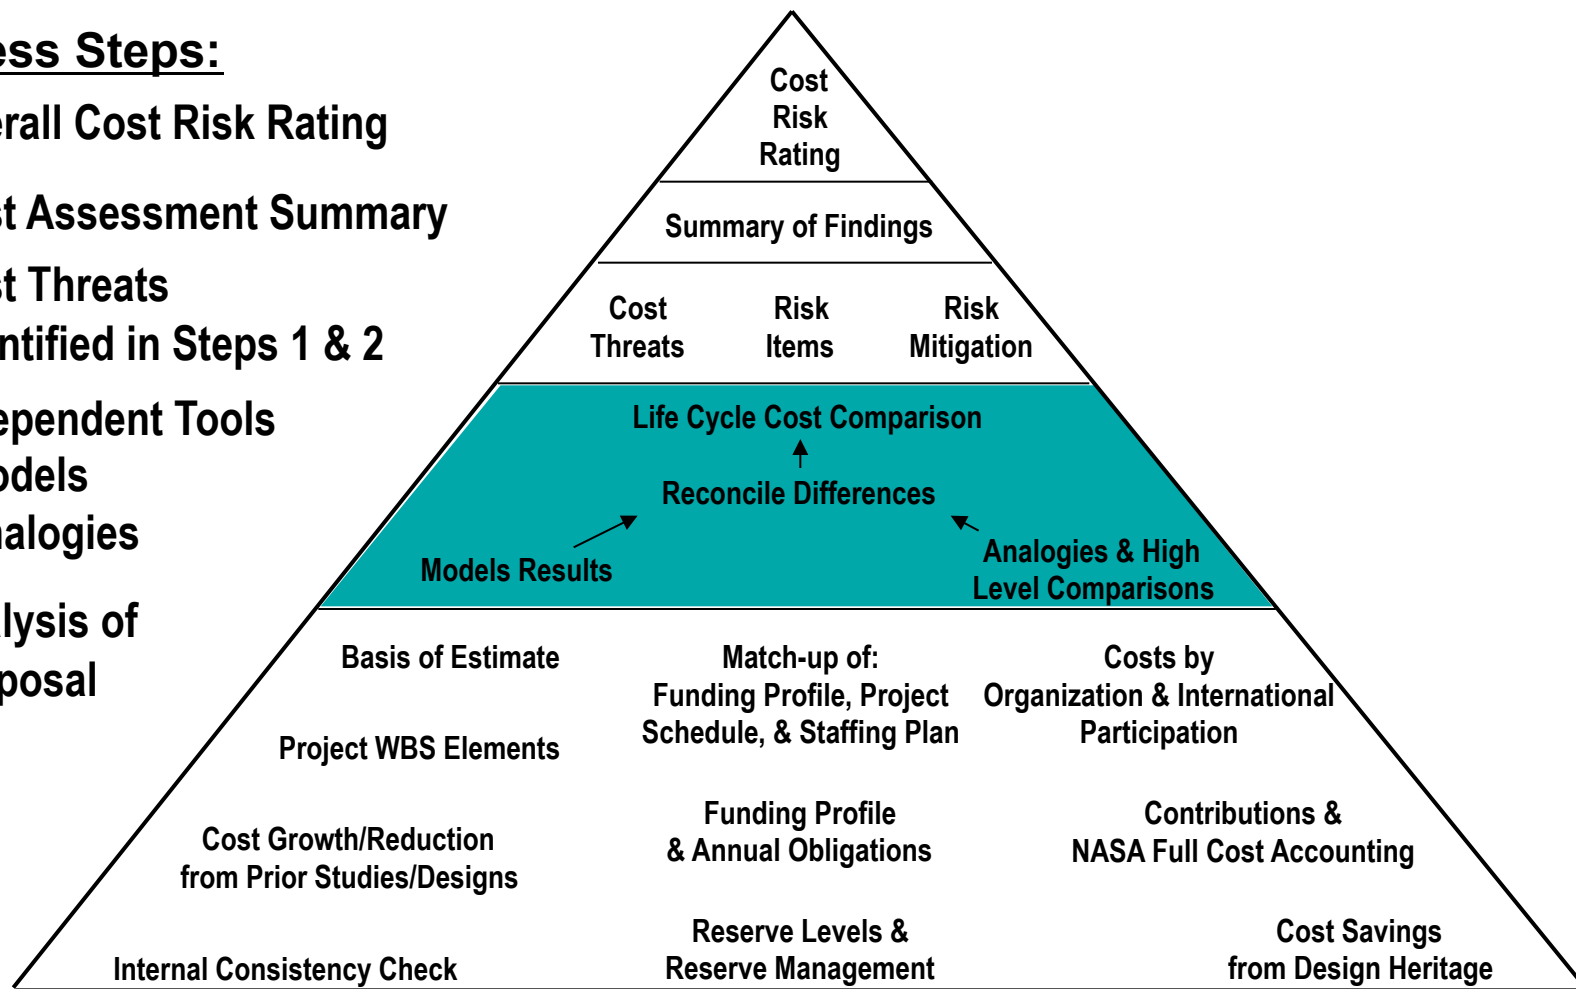 ess Steps:
erall Cost Risk Rating
st Assessment Summary
st Threats
ntified in Steps 1 & 2
ependent Tools
odels
nalogies
lysis of
posal
Cost
Risk
Rating
Summary of Findings
Cost
Threats
Risk
Items
Risk
Mitigation
Life Cycle Cost Comparison
Reconcile Differences
Models Results
Analogies & High
Level Comparisons
Basis of Estimate
Match-up of:
Funding Profile, Project
Schedule, & Staffing Plan
Costs by
Organization & International
Participation
Project WBS Elements
Cost Growth/Reduction
from Prior Studies/Designs
Funding Profile
& Annual Obligations
Contributions &
NASA Full Cost Accounting
Internal Consistency Check
Reserve Levels &
Reserve Management
Cost Savings
from Design Heritage